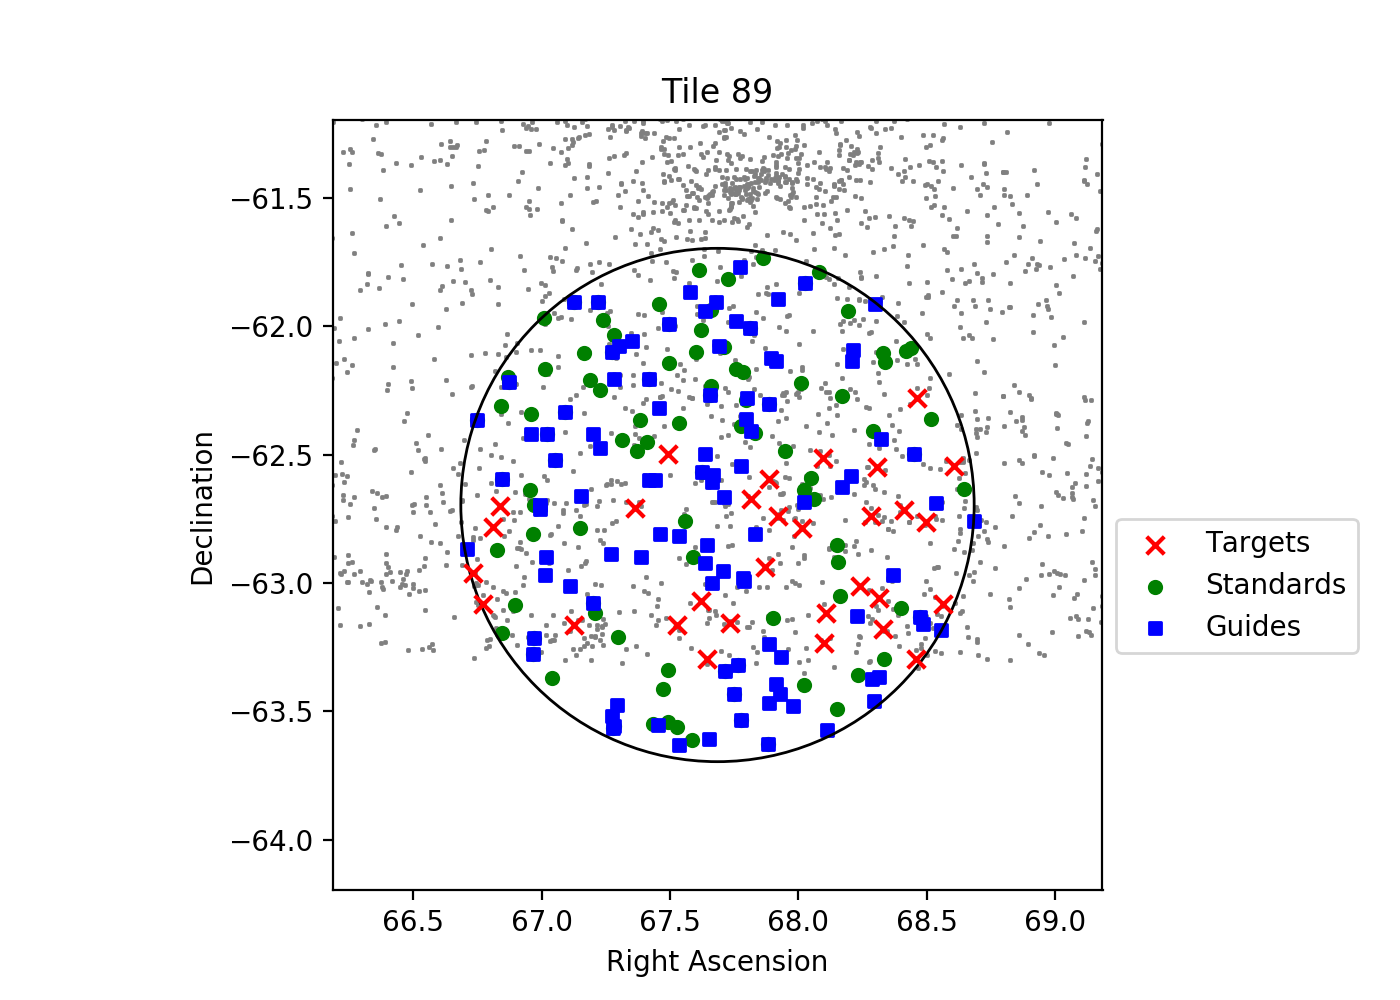 Tile 89
−61.5
−62.0
−62.5
−63.0
−63.5
−64.0
Declination
66.5 67.0 67.5 68.0 68.5 69.0
Right Ascension
Targets
Standards
Guides